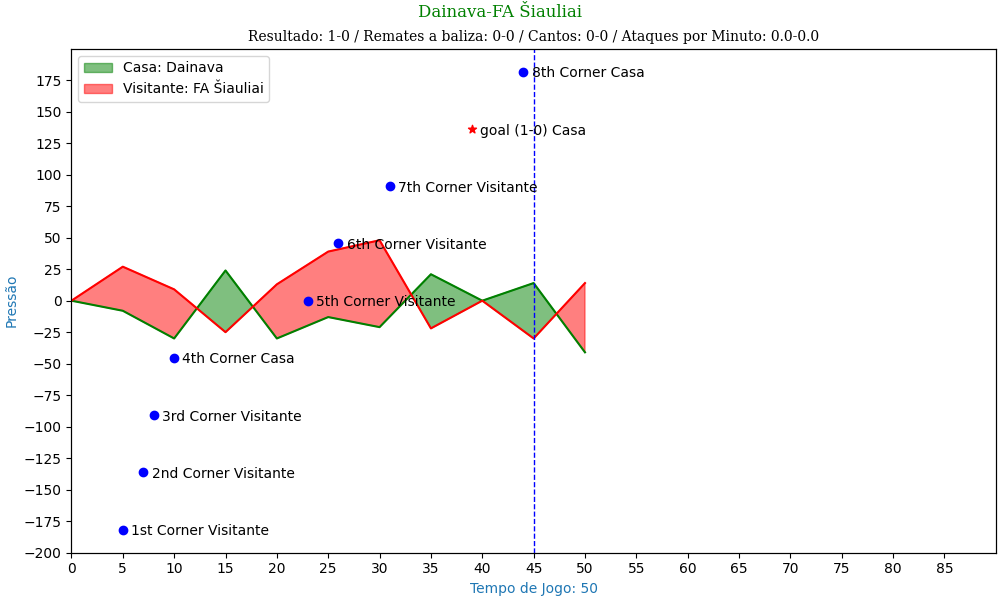 Dainava-FA Šiauliai
Resultado: 1-0 / Remates a baliza: 0-0 / Cantos: 0-0 / Ataques por Minuto: 0.0-0.0
Casa: Dainava
Visitante: FA Šiauliai
8th Corner Casa
goal (1-0) Casa
7th Corner Visitante
6th Corner Visitante
5th Corner Visitante
4th Corner Casa
3rd Corner Visitante
2nd Corner Visitante
1st Corner Visitante
Pressão
175
150
125
100
75
50
25
0
−25
−50
−75
−100
−125
−150
−175
−200
0 5 10 15 20 25 30 35 40 45 50 55 60 65 70 75 80 85
Tempo de Jogo: 50